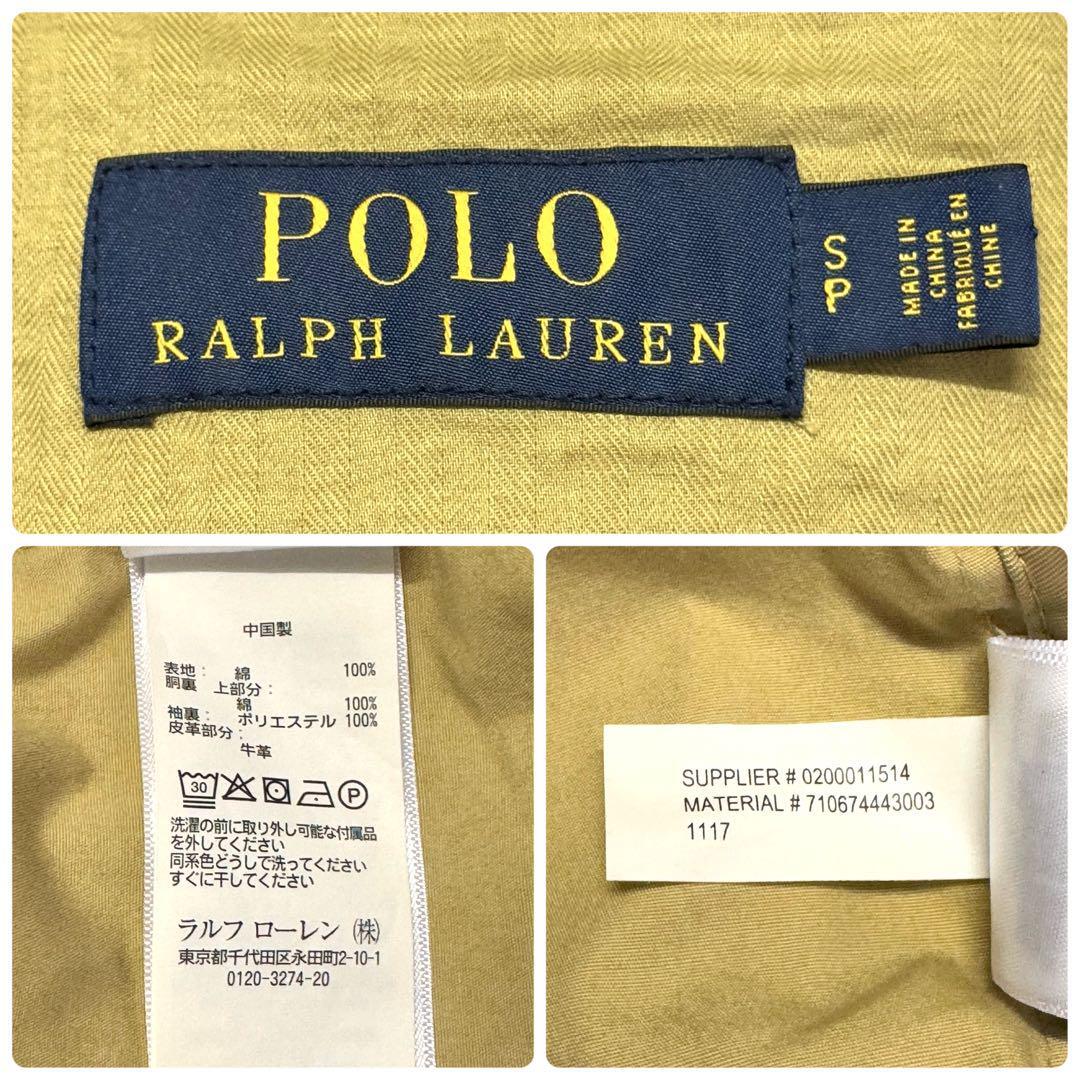 POLO
RALPH LAUREN
S
P
MADE IN
CHINA
FABRIQUÉ EN
CHINE
中国製
表地: 綿 100%
胴裏 上部分:
綿 100%
袖裏: ポリエステル 100%
皮革部分:
牛革
30
P
洗濯の前に取り外し可能な付属品
を外してください
同系色どうしで洗ってください
すぐに干してください
ラルフ ローレン (株)
東京都千代田区永田町2-10-1
0120-3274-20
SUPPLIER # 0200011514
MATERIAL # 710674443003
1117